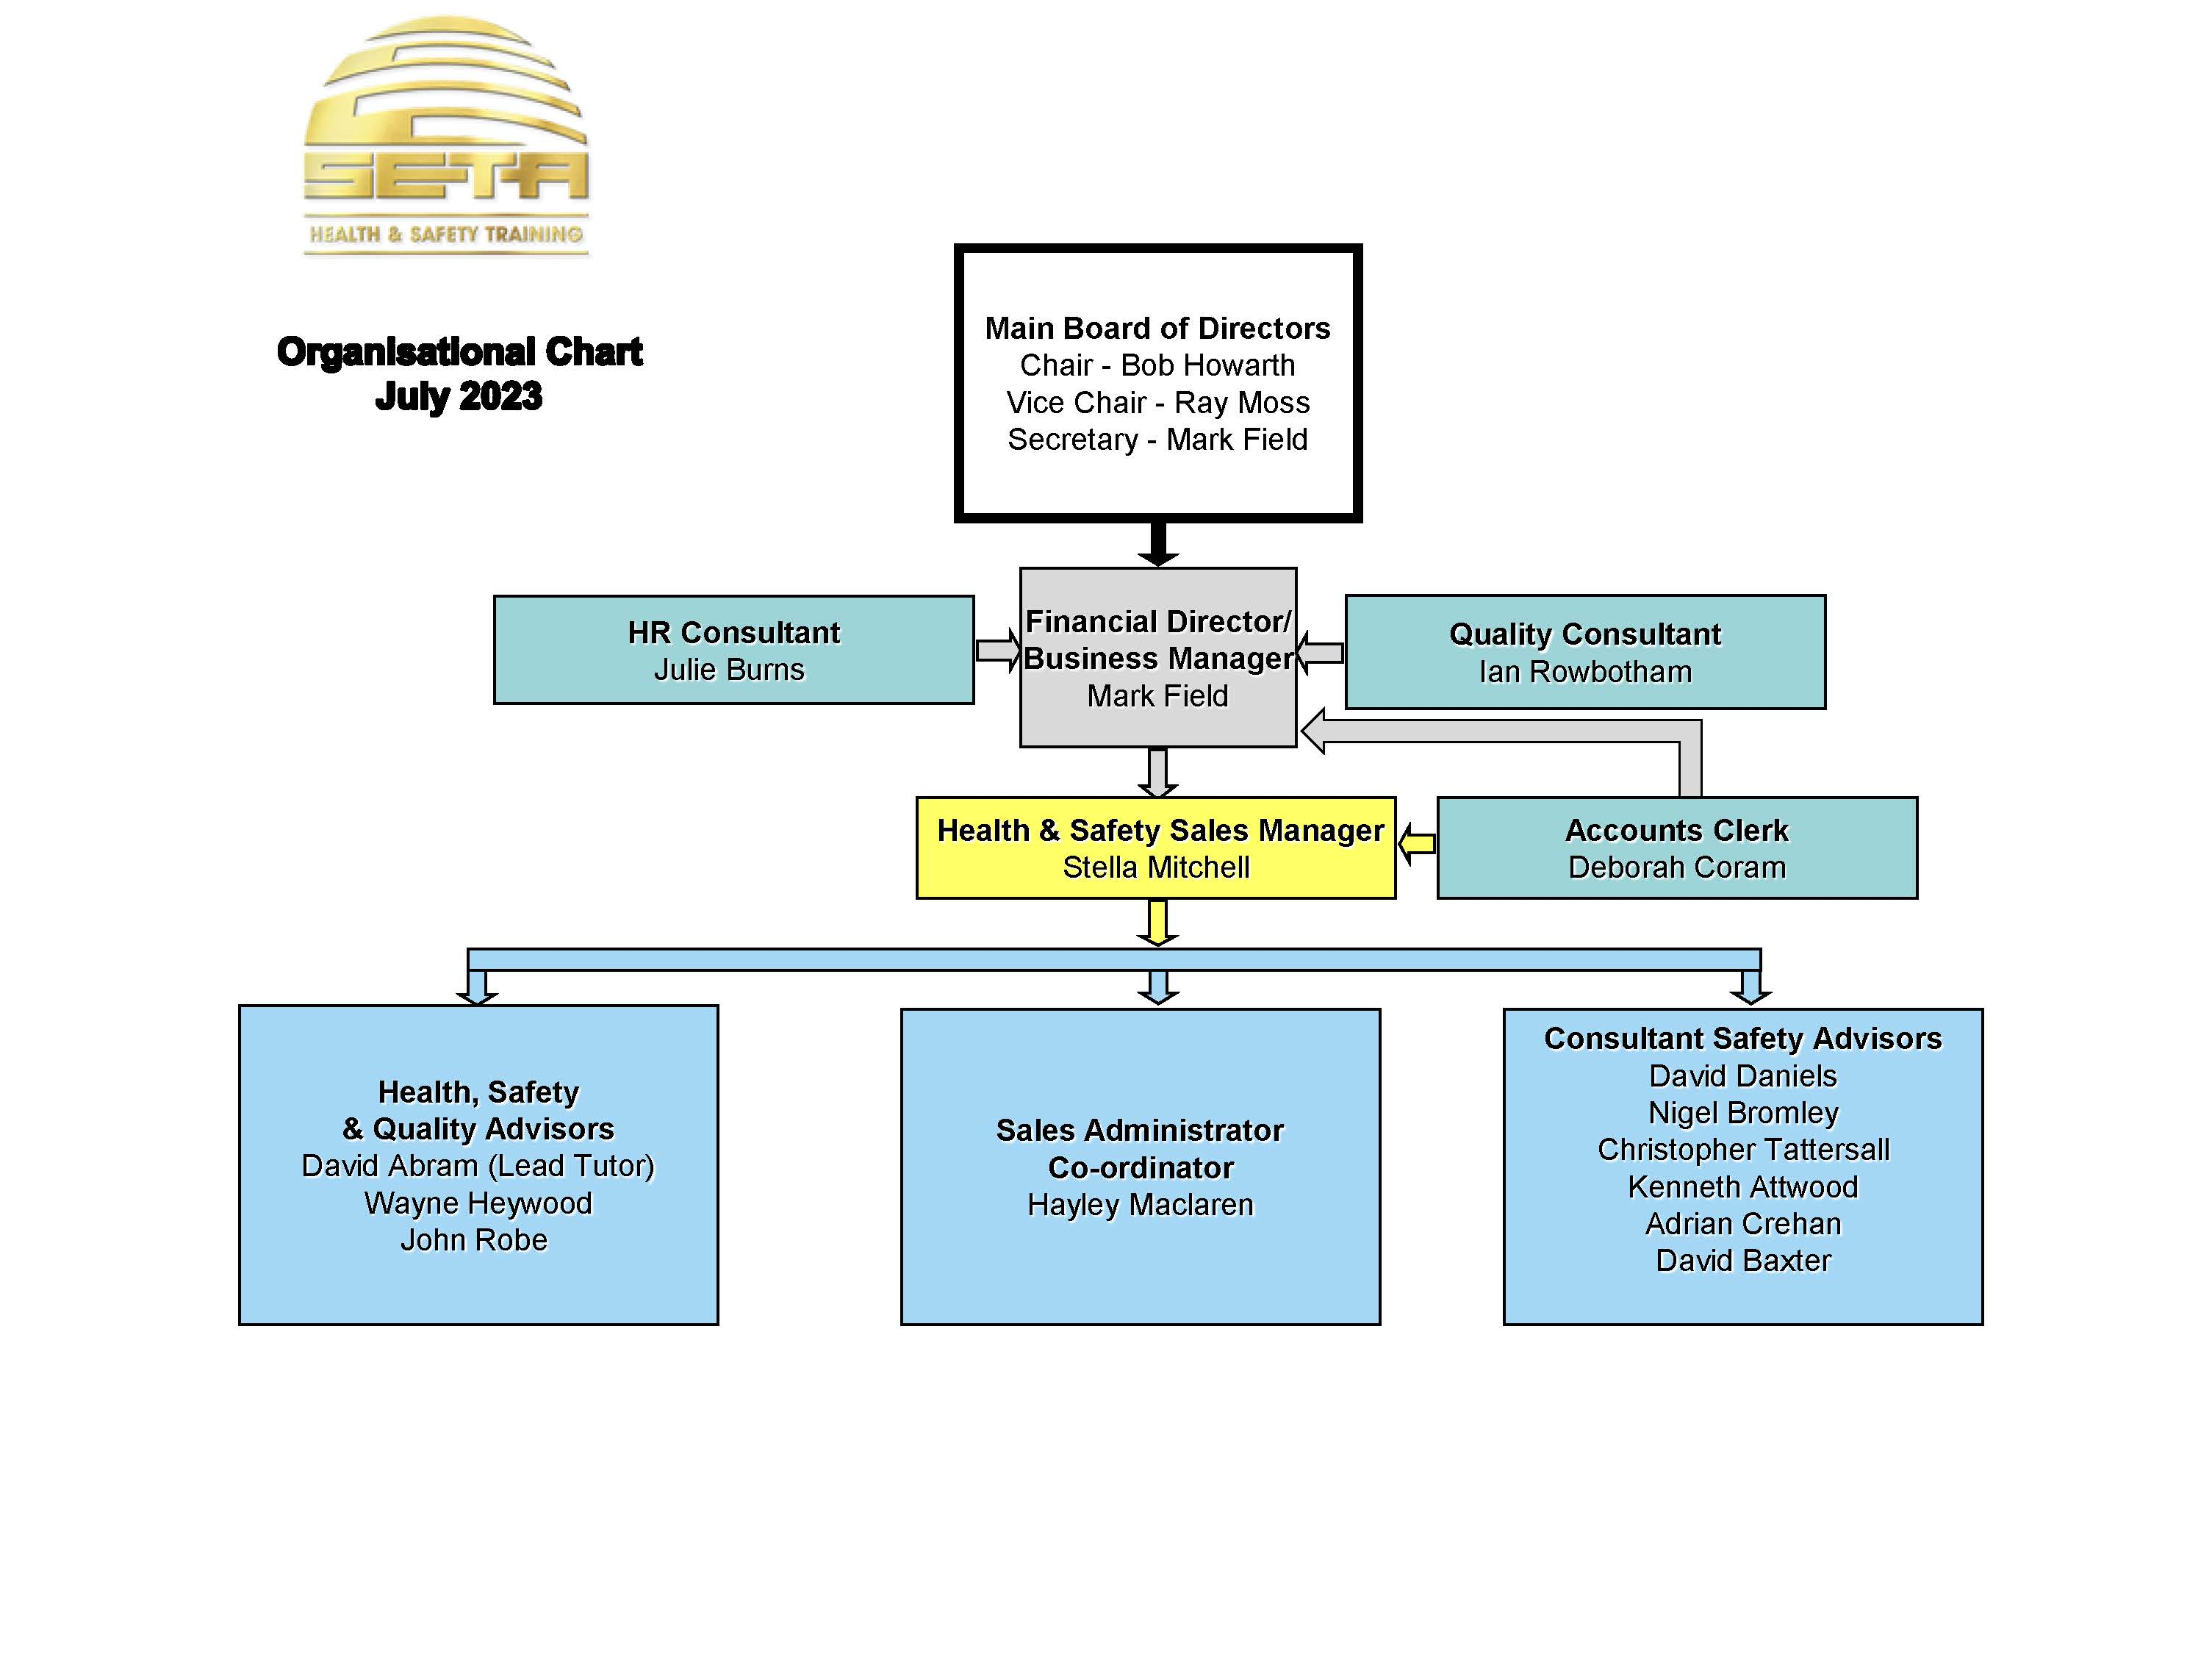 SETA
HEALTH & SAFETY TRAINING
Organisational Chart
July 2023
Main Board of Directors
Chair - Bob Howarth
Vice Chair - Ray Moss
Secretary - Mark Field
HR Consultant
Julie Burns
Financial Director/
Business Manager
Mark Field
Quality Consultant
Ian Rowbotham
Health & Safety Sales Manager
Stella Mitchell
Accounts Clerk
Deborah Coram
Health, Safety
& Quality Advisors
David Abram (Lead Tutor)
Wayne Heywood
John Robe
Sales Administrator
Co-ordinator
Hayley Maclaren
Consultant Safety Advisors
David Daniels
Nigel Bromley
Christopher Tattersall
Kenneth Attwood
Adrian Crehan
David Baxter